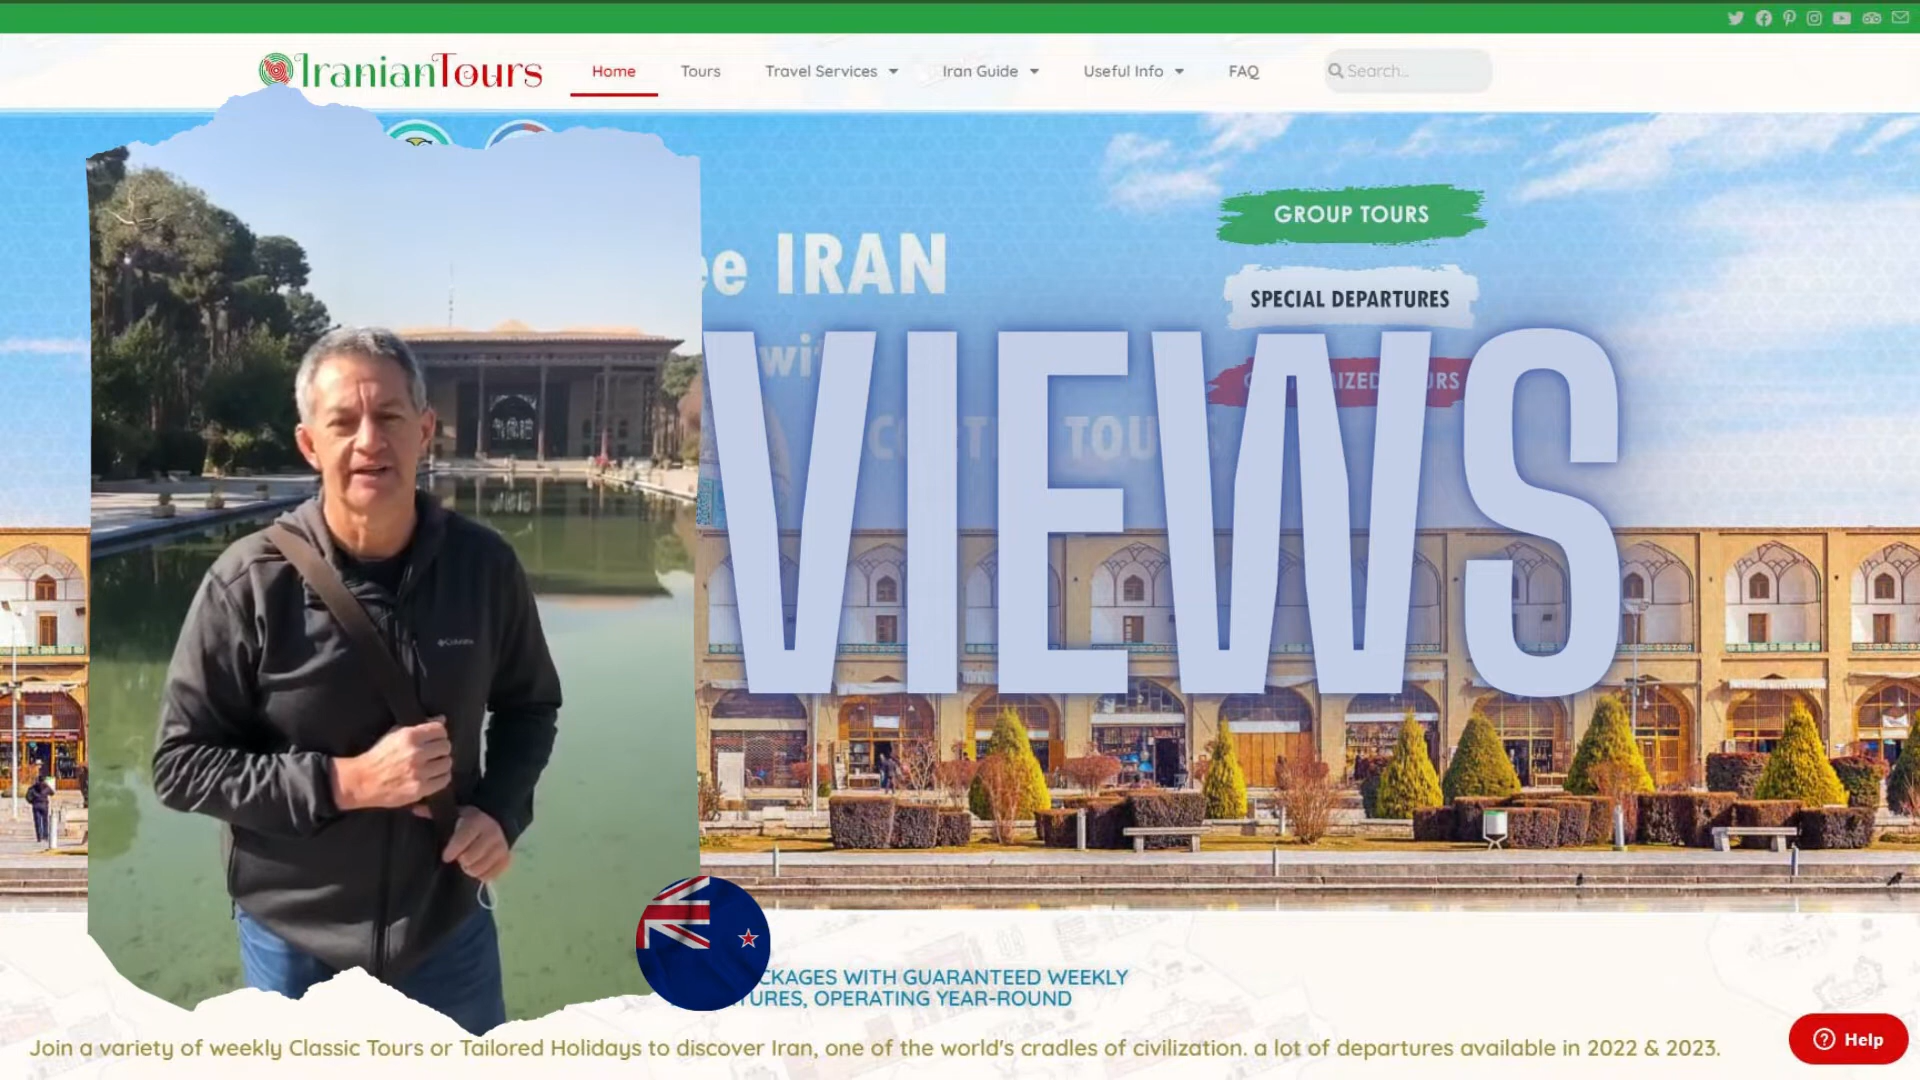 IranianTours
Home Tours Travel Services Iran Guide Useful Info FAQ Search...
GROUP TOURS
IRAN
SPECIAL DEPARTURES
VIEWS
Columbia
WITH GUARANTEED WEEKLY
OPERATING YEAR-ROUND
Join a variety of weekly Classic Tours or Tailored Holidays to discover Iran, one of the world's cradles of civilization. a lot of departures available in 2022 & 2023.
Help